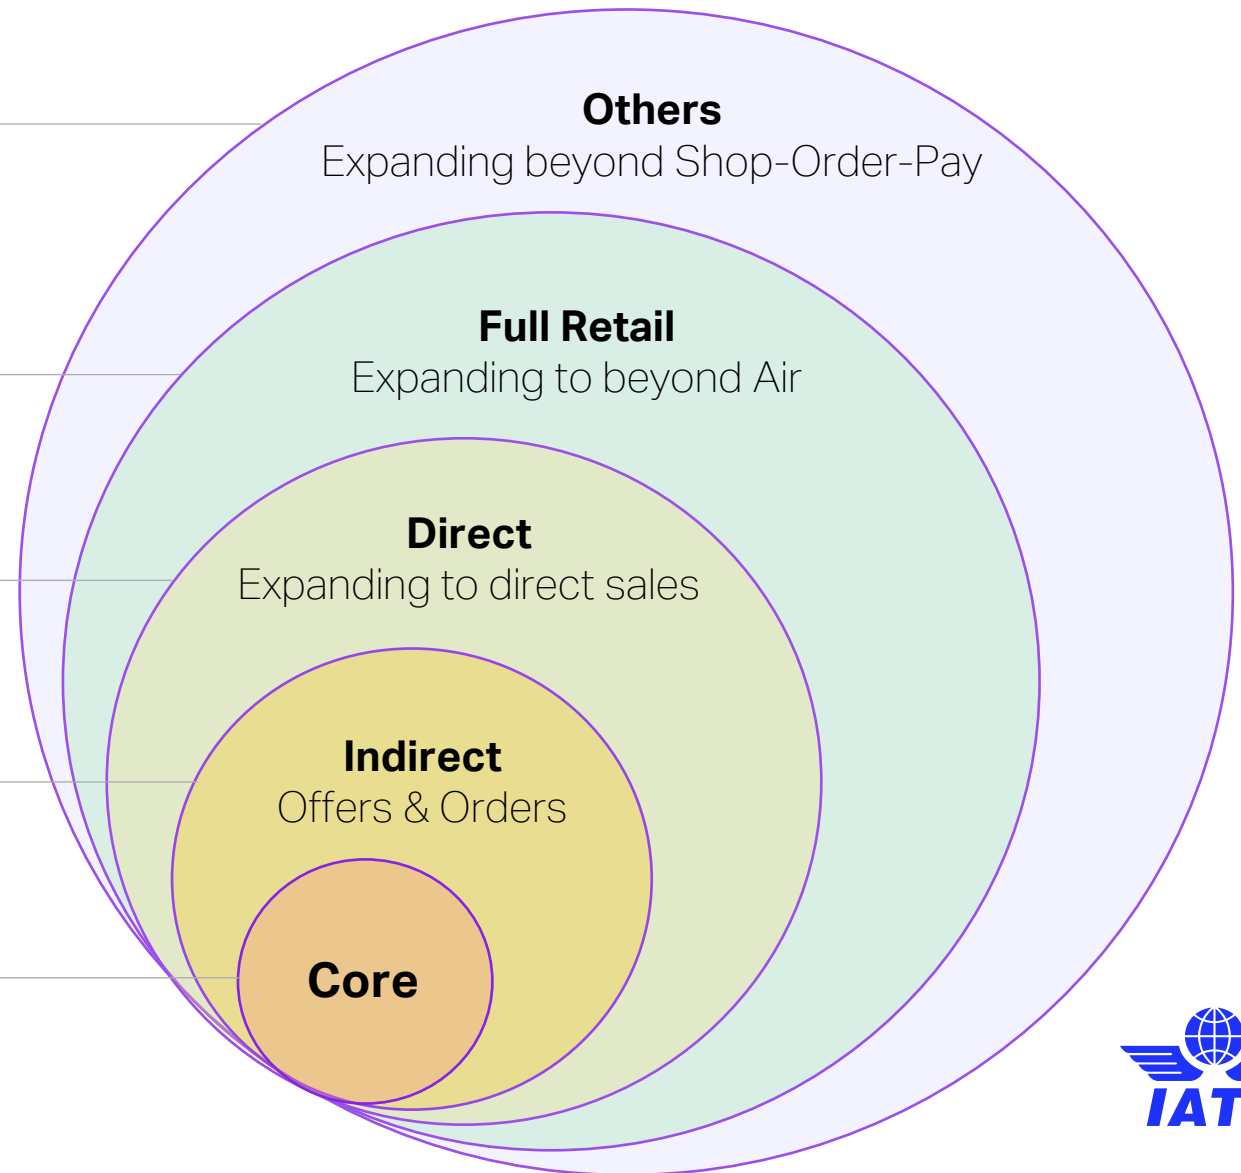 Others
Expanding beyond Shop-Order-Pay
Full Retail
Expanding to beyond Air
Direct
Expanding to direct sales
Indirect
Offers & Orders
Core
IAT